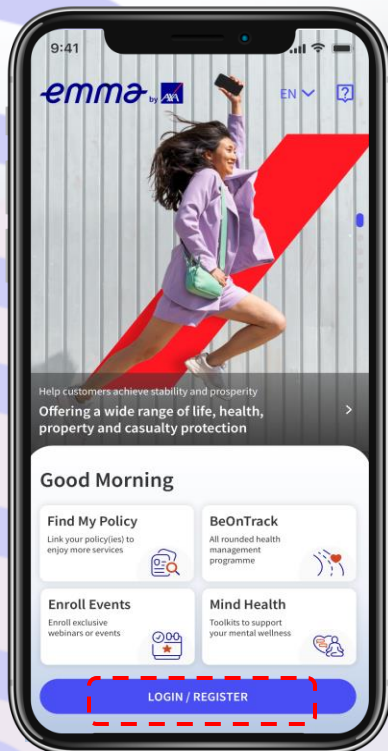 9:41
emma by AXA
EN
Help customers achieve stability and prosperity
Offering a wide range of life, health,
property and casualty protection
Good Morning
Find My Policy
Link your policy(ies) to
enjoy more services
BeOnTrack
All rounded health
management
programme
Enroll Events
Enroll exclusive
webinars or events
Mind Health
Toolkits to support
your mental wellness
LOGIN / REGISTER